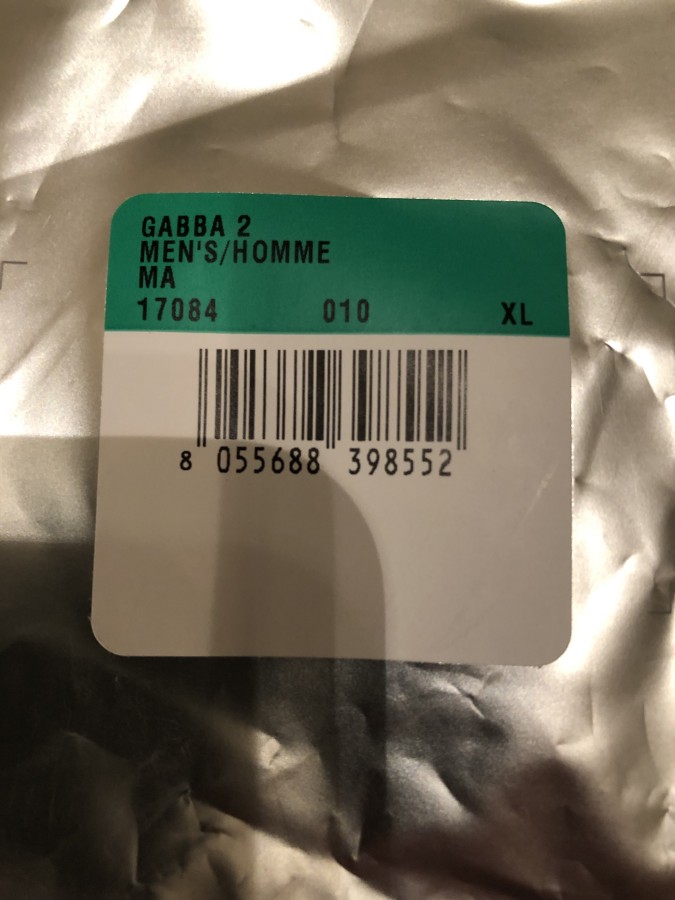 GABBA 2
MEN'S/HOMME
MA
17084 010 XL
8 055688 398552